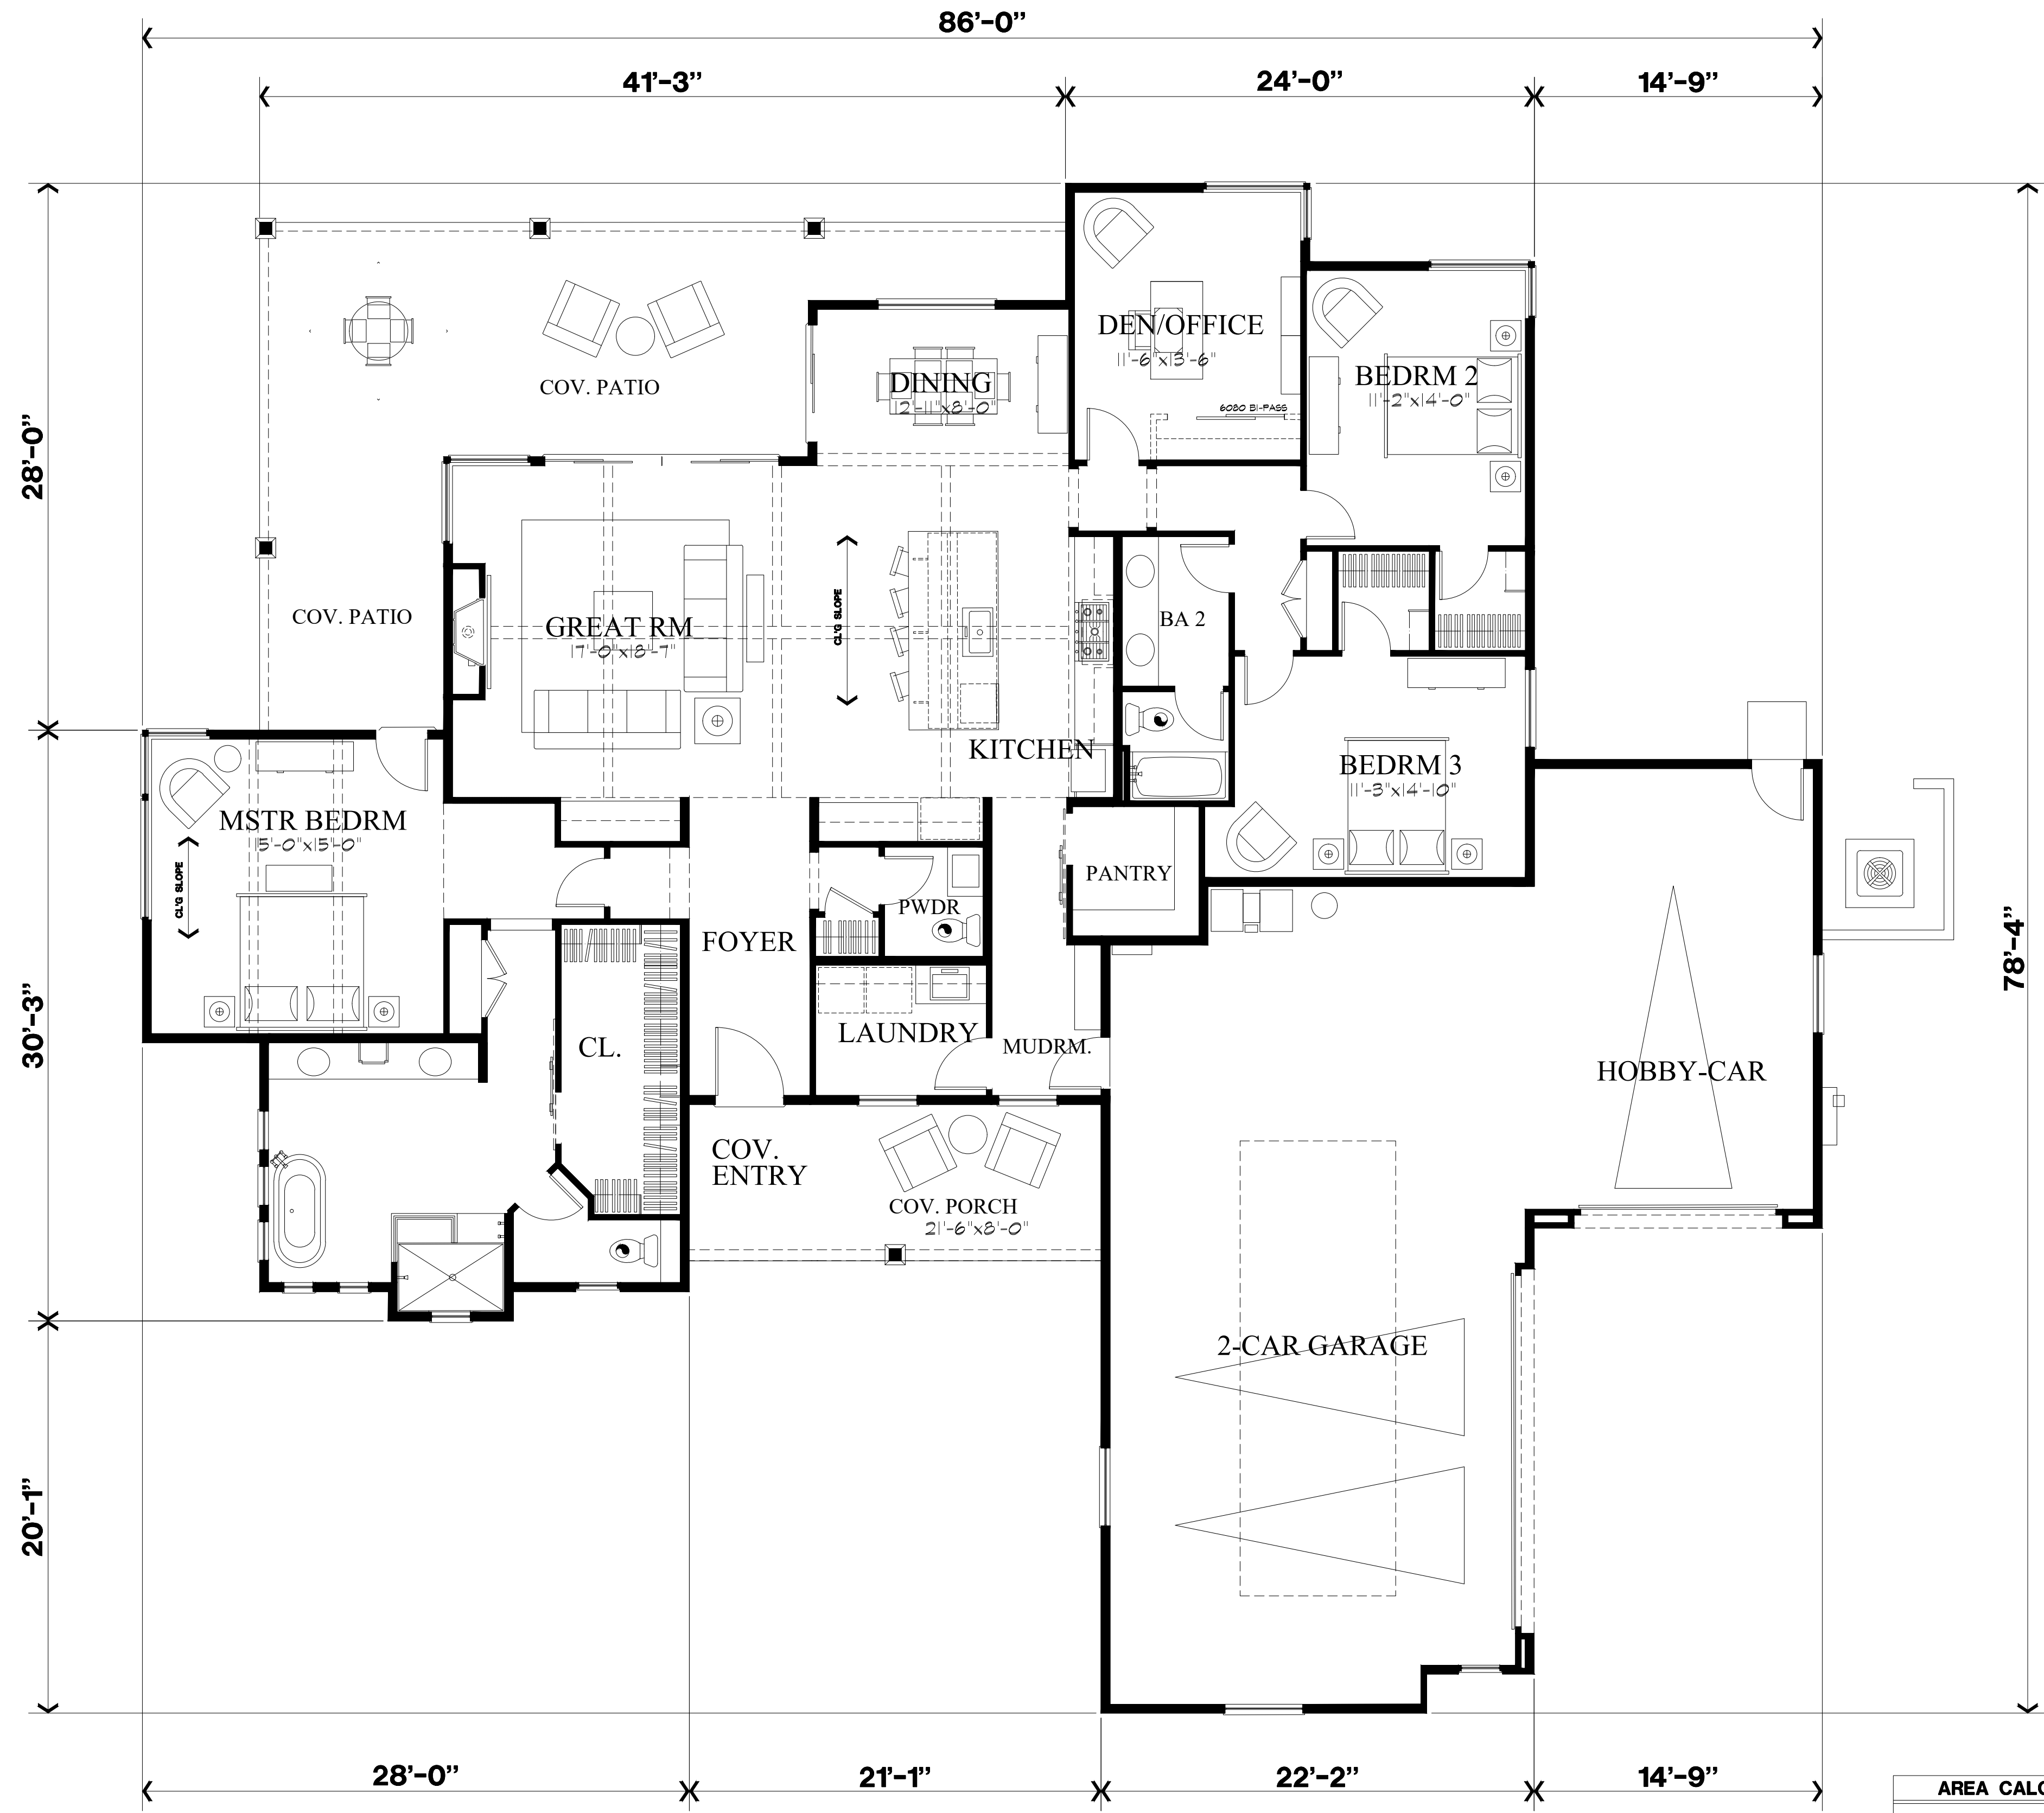 86’-0”
41’-3”
24’-0”
14’-9”
28’-0”
78’-4”
30’-3”
20’-1”
COV. PATIO
DINING
12'-11"x8'-0"
DEN/OFFICE
11'-6"x13'-6"
6080 BI-PASS
BEDRM 2
11'-2"x14'-0"
COV. PATIO
GREAT RM
17'-0"x18'-7"
CL'G SLOPE
KITCHEN
BA 2
BEDRM 3
11'-3"x14'-10"
MSTR BEDRM
15'-0"x15'-0"
CL'G SLOPE
PANTRY
PWDR
FOYER
CL.
LAUNDRY
MUDRM.
HOBBY-CAR
COV.
ENTRY
COV. PORCH
21'-6"x8'-0"
2-CAR GARAGE
28’-0”
21’-1”
22’-2”
14’-9”
AREA